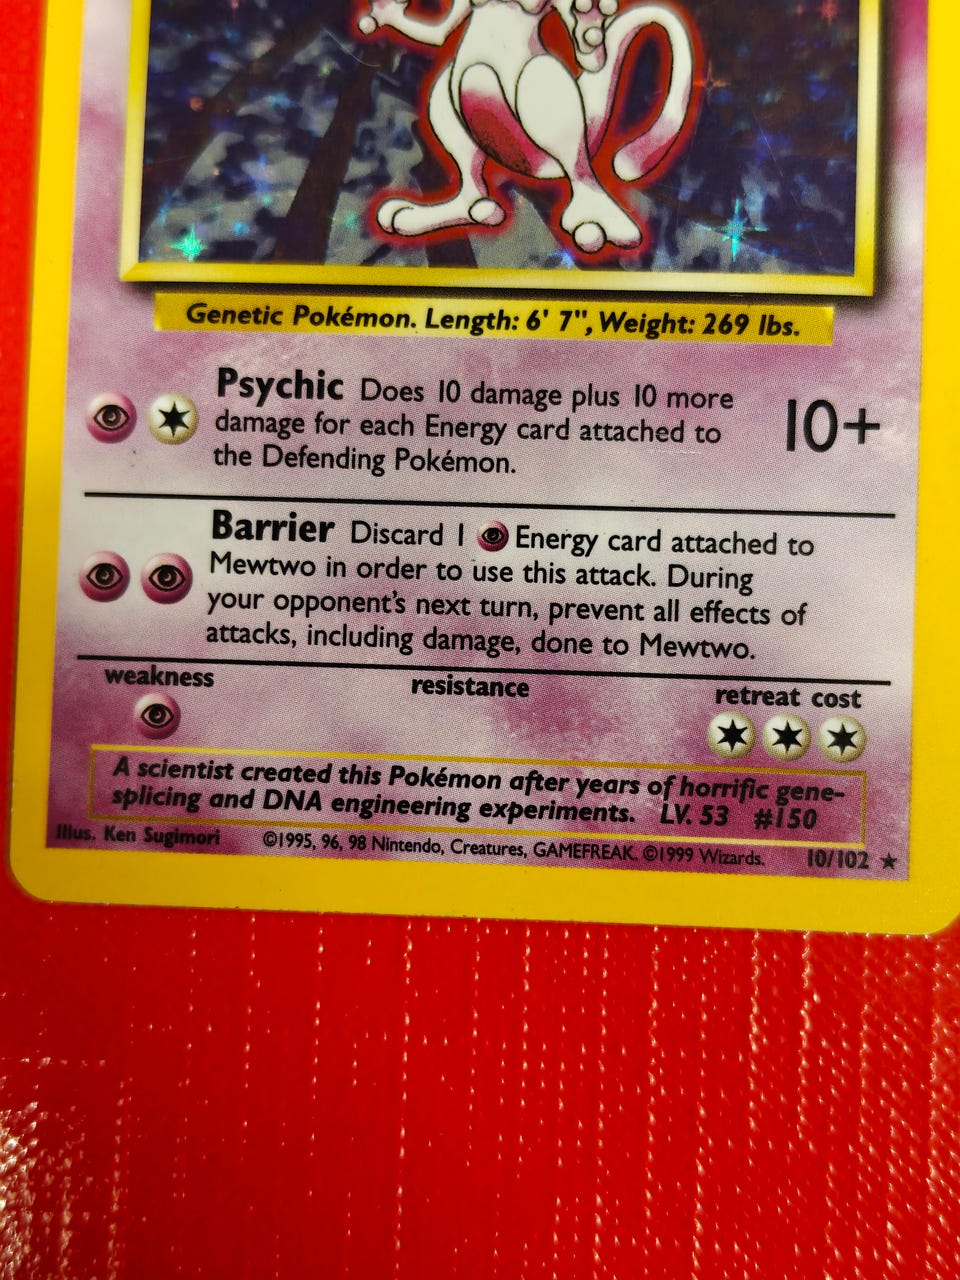 Genetic Pokémon. Length: 6' 7", Weight: 269 lbs.
Psychic Does 10 damage plus 10 more
damage for each Energy card attached to
the Defending Pokémon.
10+
Barrier Discard 1 Energy card attached to
Mewtwo in order to use this attack. During
your opponent's next turn, prevent all effects of
attacks, including damage, done to Mewtwo.
weakness resistance retreat cost
A scientist created this Pokémon after years of horrific gene-
splicing and DNA engineering experiments. LV. 53 #150
Illus. Ken Sugimori ©1995, 96, 98 Nintendo, Creatures, GAMEFREAK. ©1999 Wizards. 10/102 ★